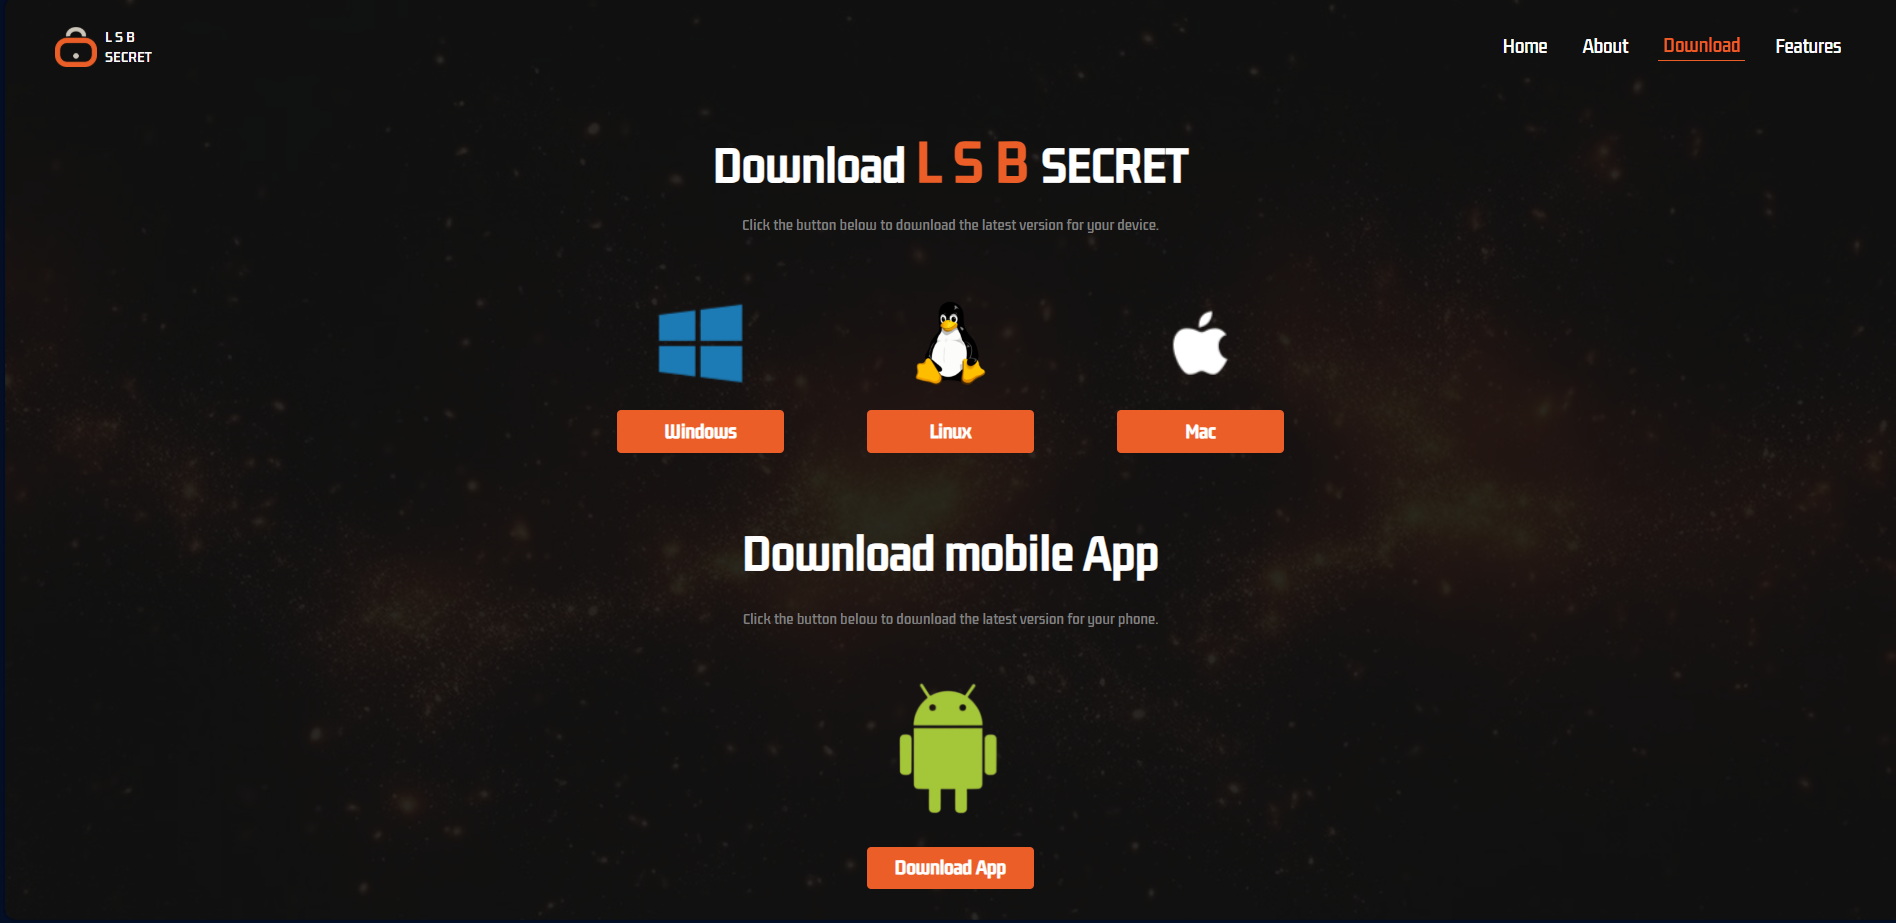 L S B
SECRET
Home About Download Features
Download L S B SECRET
Click the button below to download the latest version for your device.
Windows Linux Mac
Download mobile App
Click the button below to download the latest version for your phone.
Download App